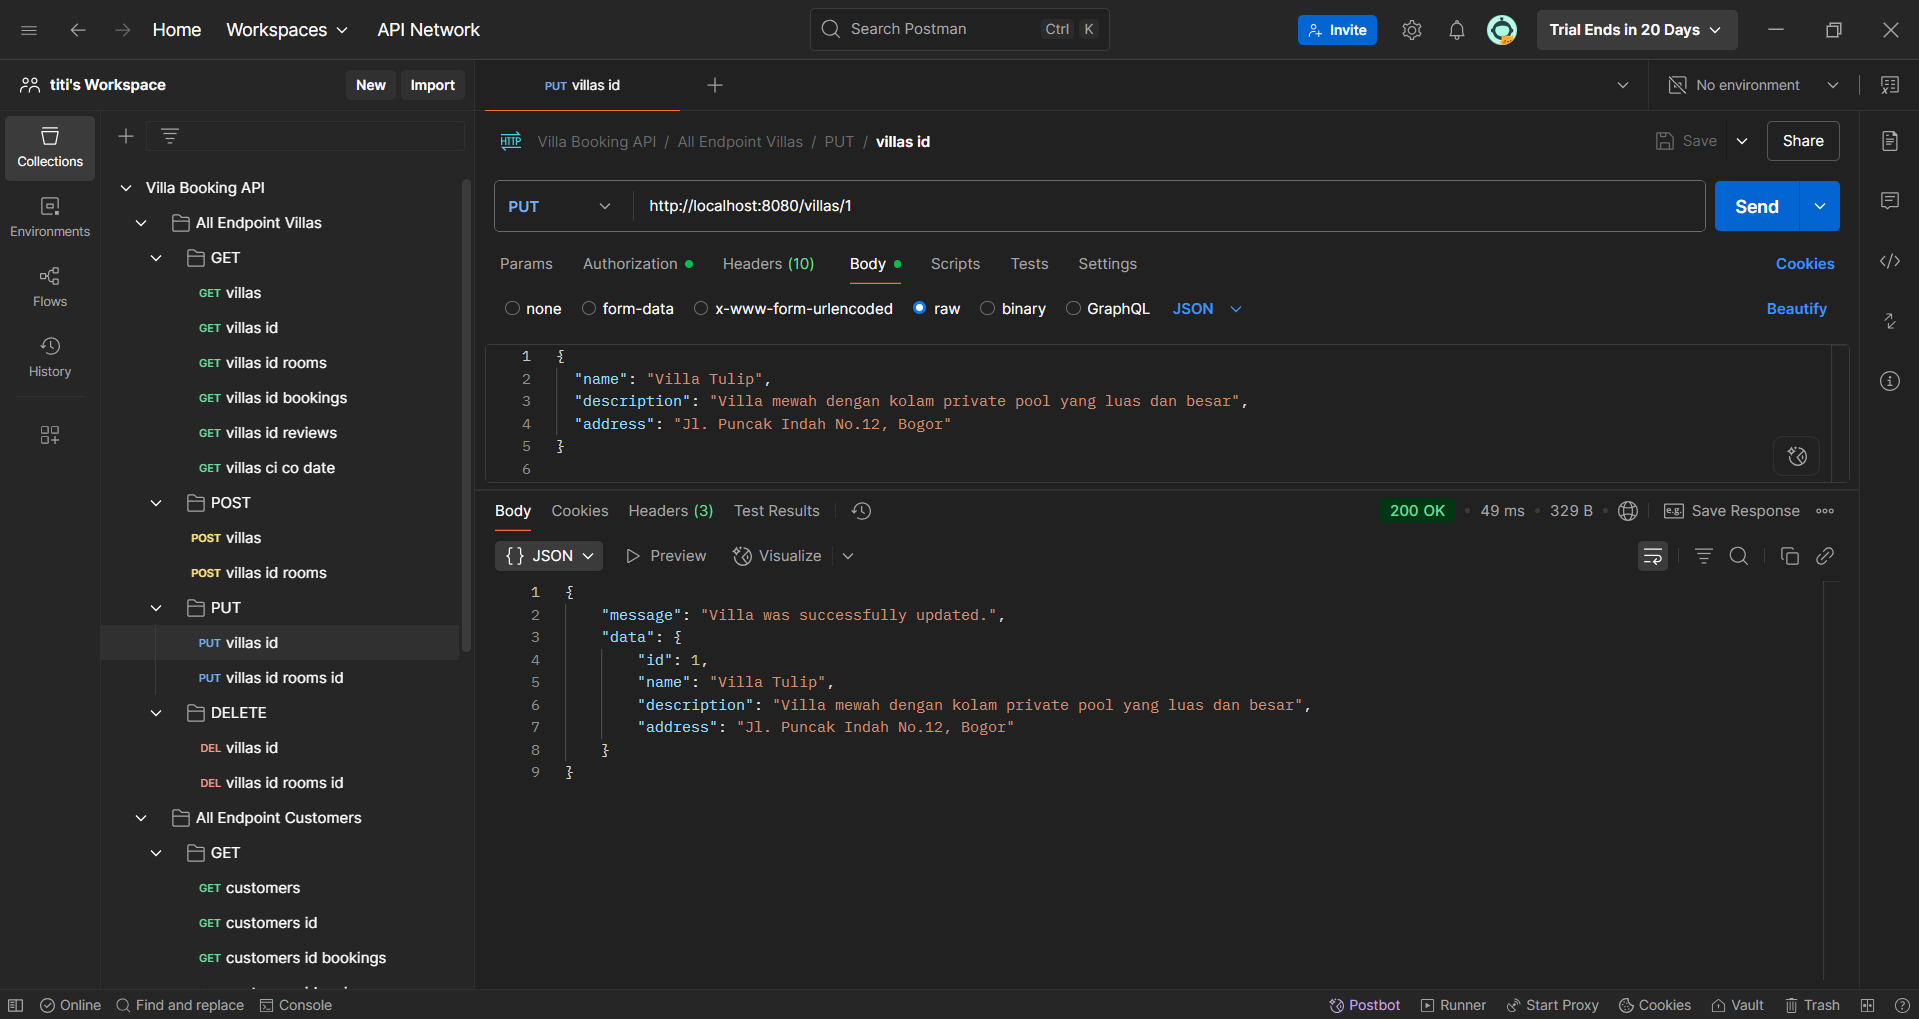 Home Workspaces API Network Search Postman Ctrl K Invite Trial Ends in 20 Days
titi's Workspace New Import PUT villas id No environment
Collections
Environments
Flows
History
Villa Booking API
All Endpoint Villas
GET
GET villas
GET villas id
GET villas id rooms
GET villas id bookings
GET villas id reviews
GET villas ci co date
POST
POST villas
POST villas id rooms
PUT
PUT villas id
PUT villas id rooms id
DELETE
DEL villas id
DEL villas id rooms id
All Endpoint Customers
GET
GET customers
GET customers id
GET customers id bookings
HTTP Villa Booking API / All Endpoint Villas / PUT / villas id Save Share
PUT http://localhost:8080/villas/1 Send
Params Authorization Headers (10) Body Scripts Tests Settings Cookies
none form-data x-www-form-urlencoded raw binary GraphQL JSON Beautify
1 {
2 "name": "Villa Tulip",
3 "description": "Villa mewah dengan kolam private pool yang luas dan besar",
4 "address": "Jl. Puncak Indah No.12, Bogor"
5 }
6
Body Cookies Headers (3) Test Results 200 OK 49 ms 329 B e.g. Save Response
{} JSON Preview Visualize
1 {
2 "message": "Villa was successfully updated.",
3 "data": {
4 "id": 1,
5 "name": "Villa Tulip",
6 "description": "Villa mewah dengan kolam private pool yang luas dan besar",
7 "address": "Jl. Puncak Indah No.12, Bogor"
8 }
9 }
Online Find and replace Console Postbot Runner Start Proxy Cookies Vault Trash